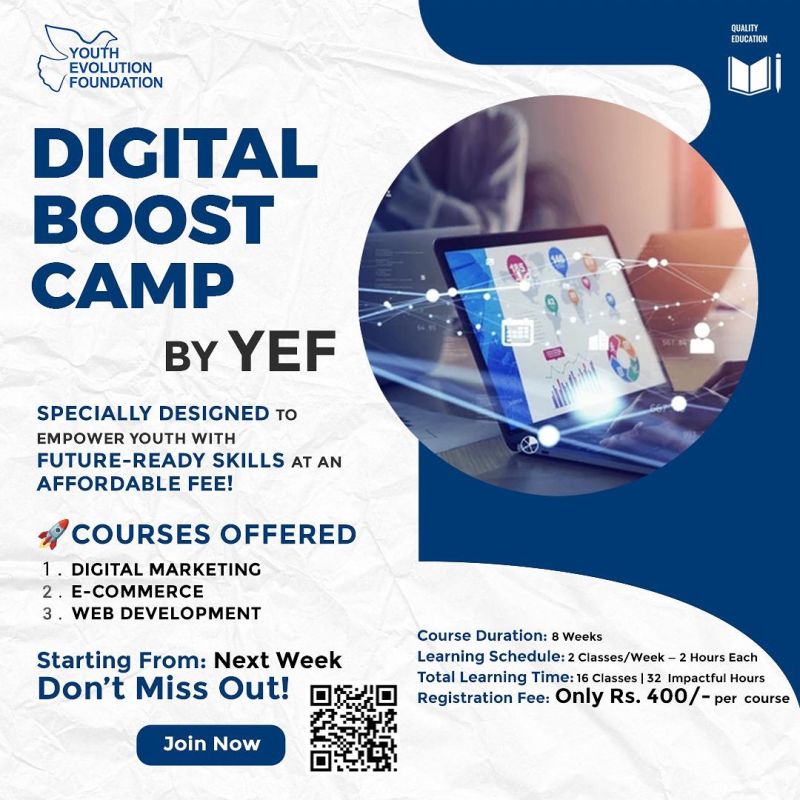 YOUTH
EVOLUTION
FOUNDATION
QUALITY
EDUCATION
DIGITAL
BOOST
CAMP
BY YEF
SPECIALLY DESIGNED TO
EMPOWER YOUTH WITH
FUTURE-READY SKILLS AT AN
AFFORDABLE FEE!
🚀COURSES OFFERED
1. DIGITAL MARKETING
2. E-COMMERCE
3. WEB DEVELOPMENT
Starting From: Next Week
Don't Miss Out!
Join Now
Course Duration: 8 Weeks
Learning Schedule: 2 Classes/Week – 2 Hours Each
Total Learning Time: 16 Classes | 32 Impactful Hours
Registration Fee: Only Rs. 400/- per course